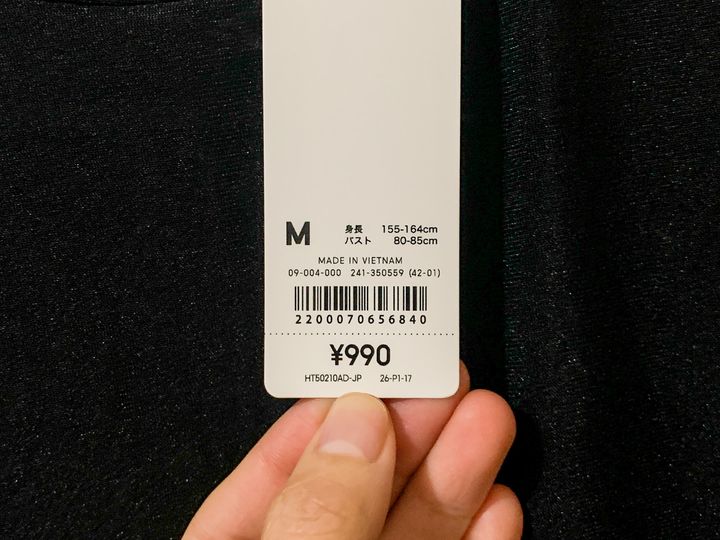 M 身長 155-164cm
バスト 80-85cm
MADE IN VIETNAM
09-004-000 241-350559 (42-01)
2200070656840
¥990
HT50210AD-JP 26-P1-17